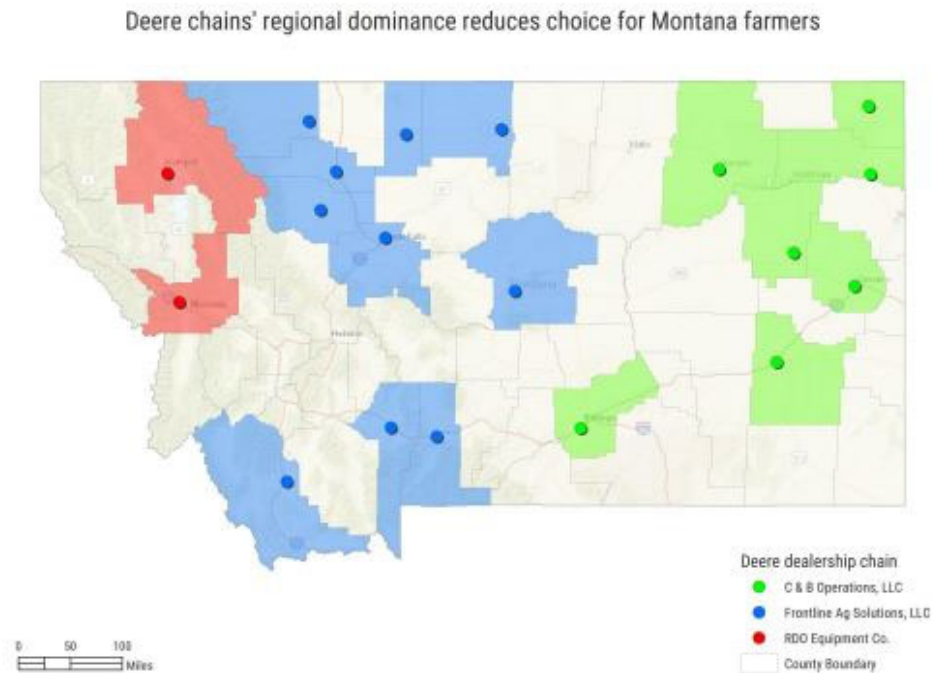 Deere chains' regional dominance reduces choice for Montana farmers
Helena
Deere dealership chain
C & B Operations, LLC
Frontline Ag Solutions, LLC
RDO Equipment Co.
County Boundary
0 50 100
Miles